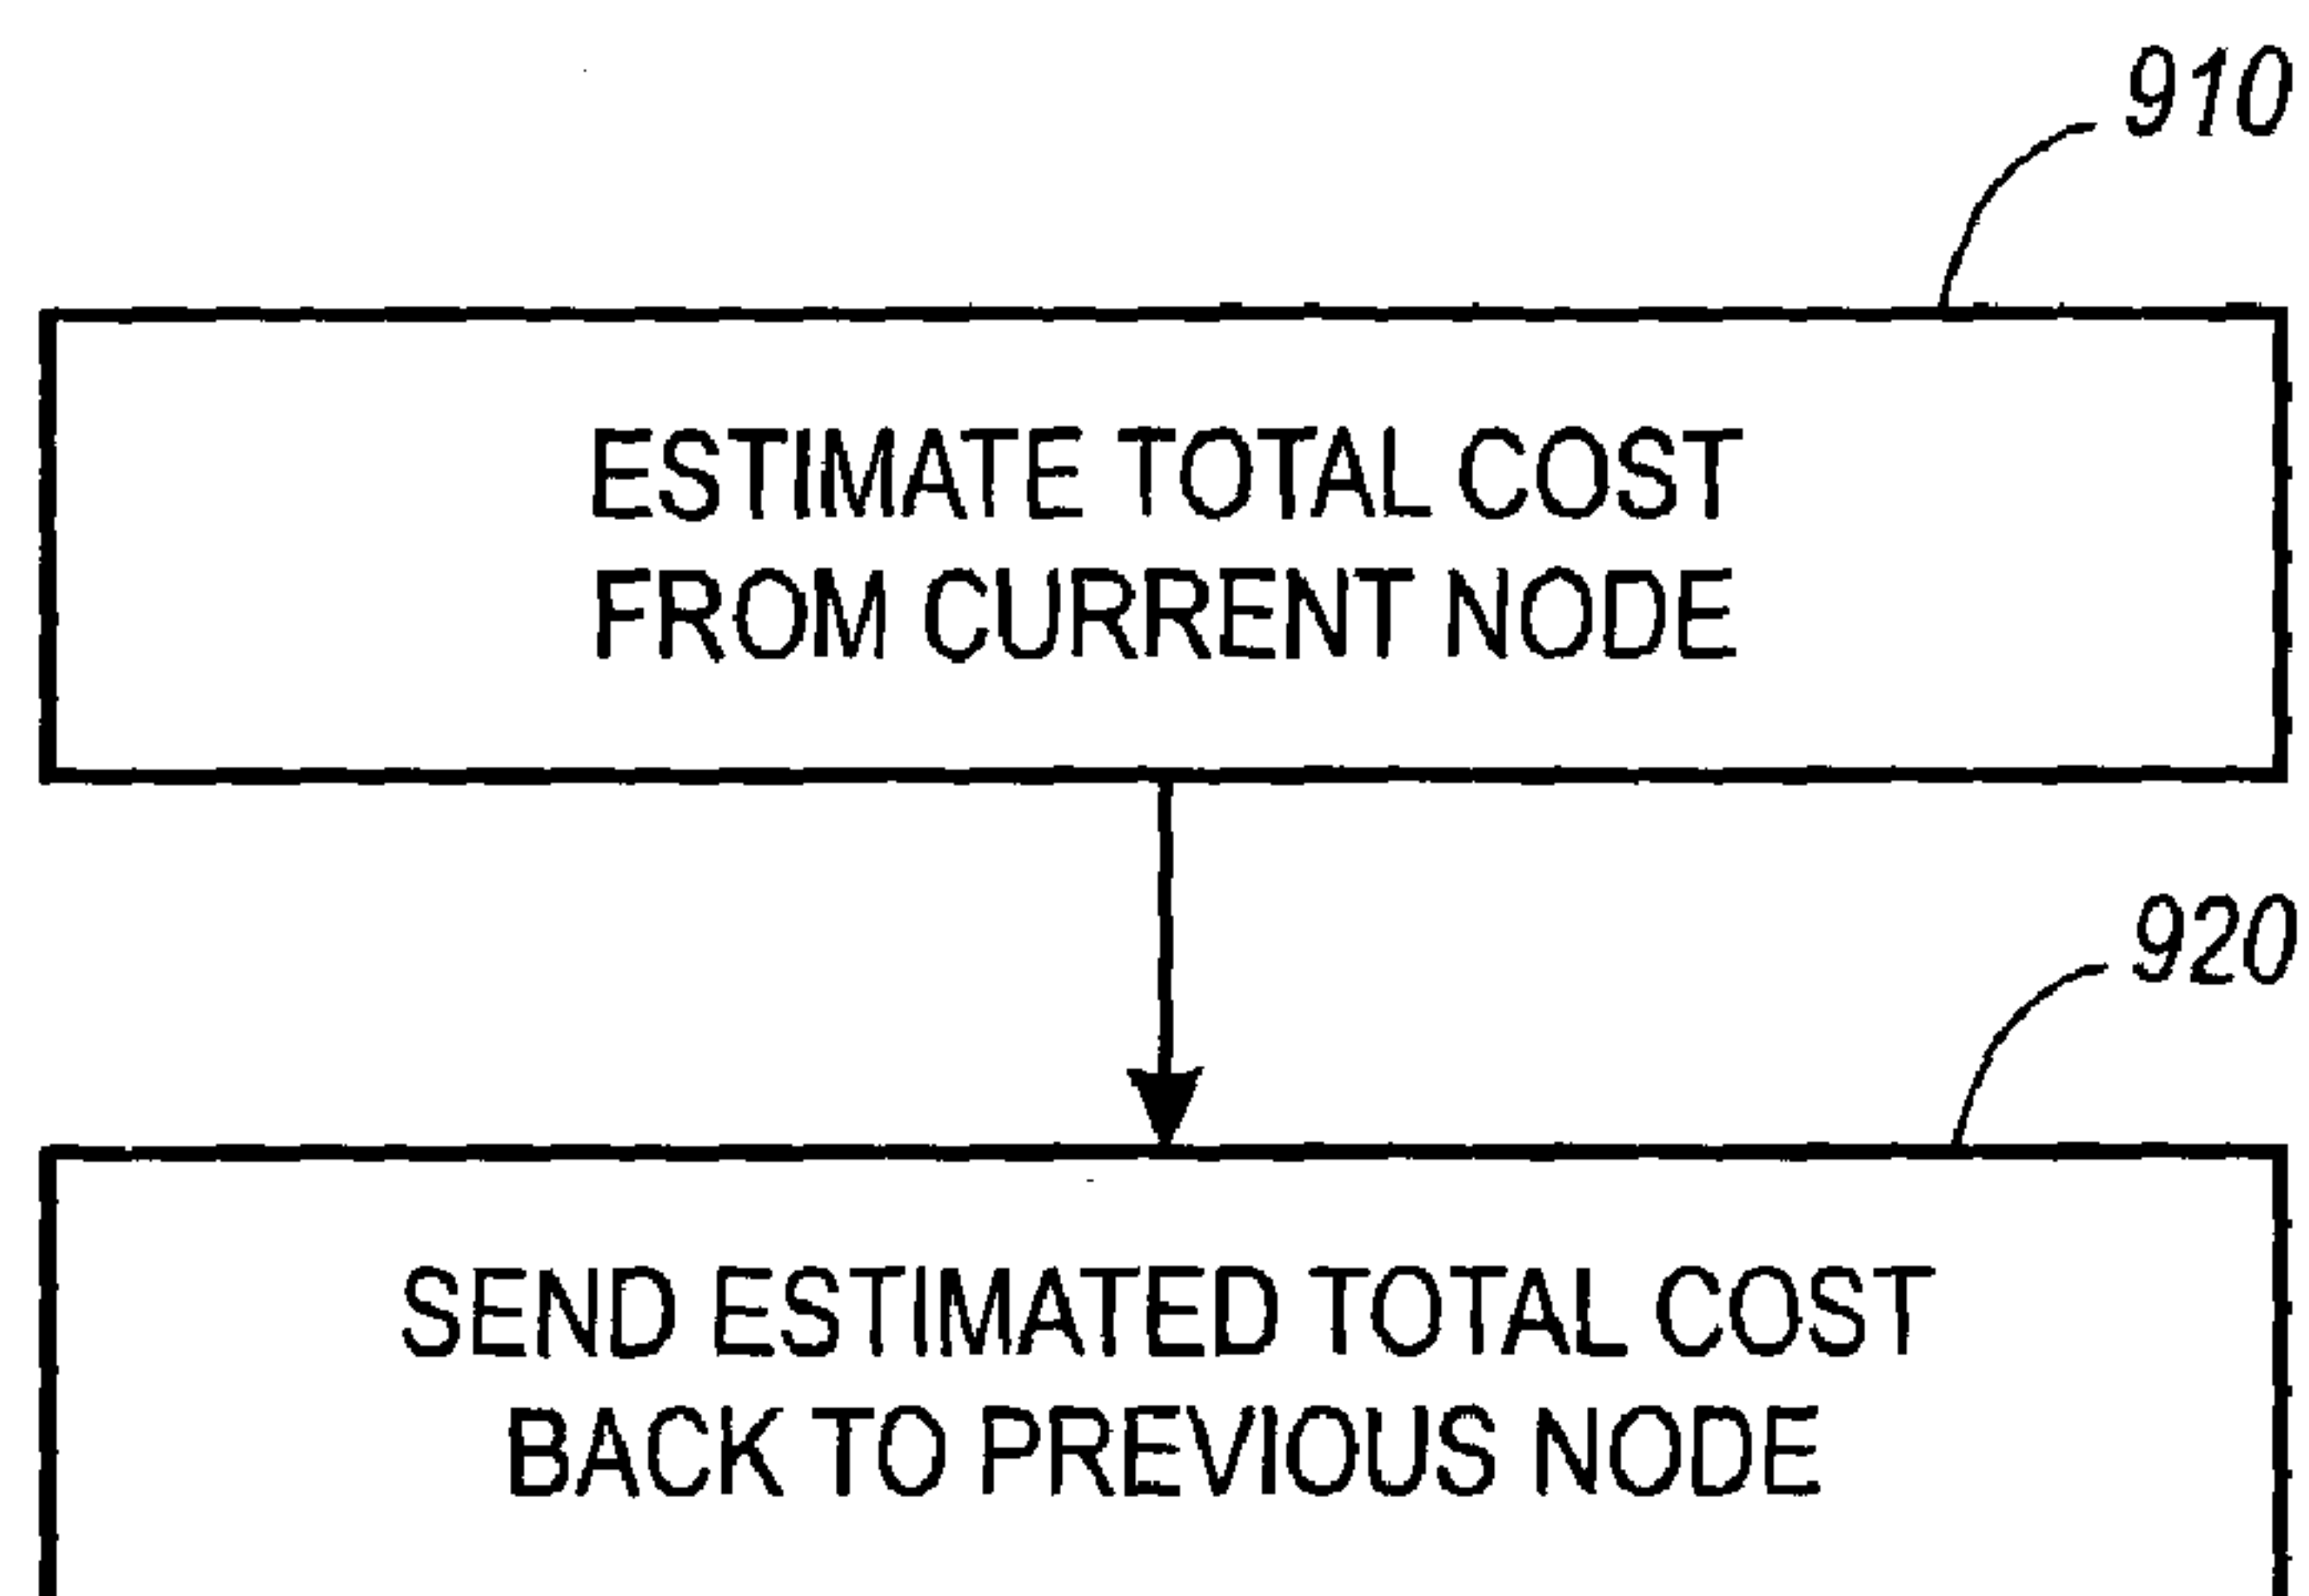 910
ESTIMATE TOTAL COST
FROM CURRENT NODE
920
SEND ESTIMATED TOTAL COST
BACK TO PREVIOUS NODE